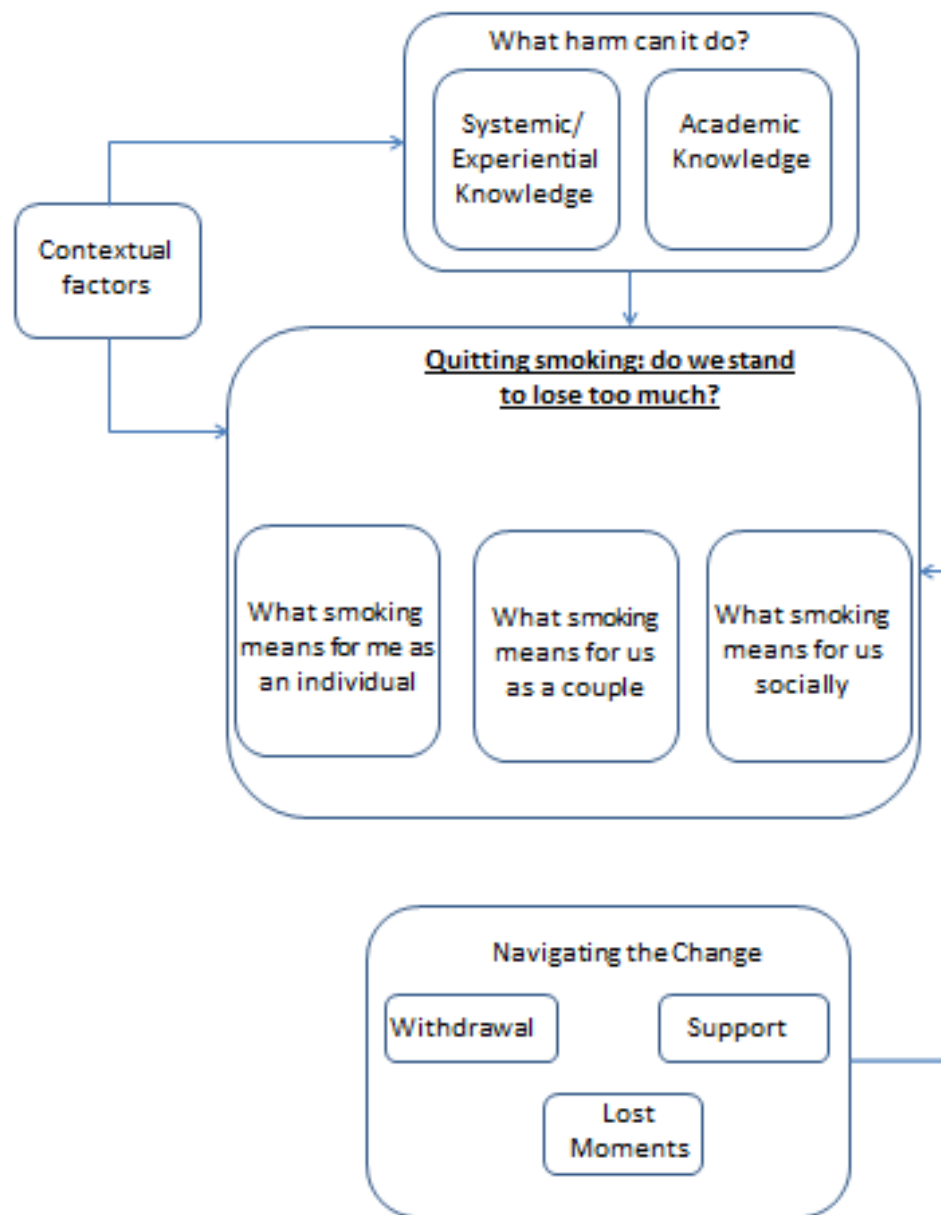 What harm can it do?
Systemic/
Experiential
Knowledge
Academic
Knowledge
Contextual
factors
Quitting smoking: do we stand
to lose too much?
What smoking
means for me as
an individual
What smoking
means for us
as a couple
What smoking
means for us
socially
Navigating the Change
Withdrawal
Support
Lost
Moments